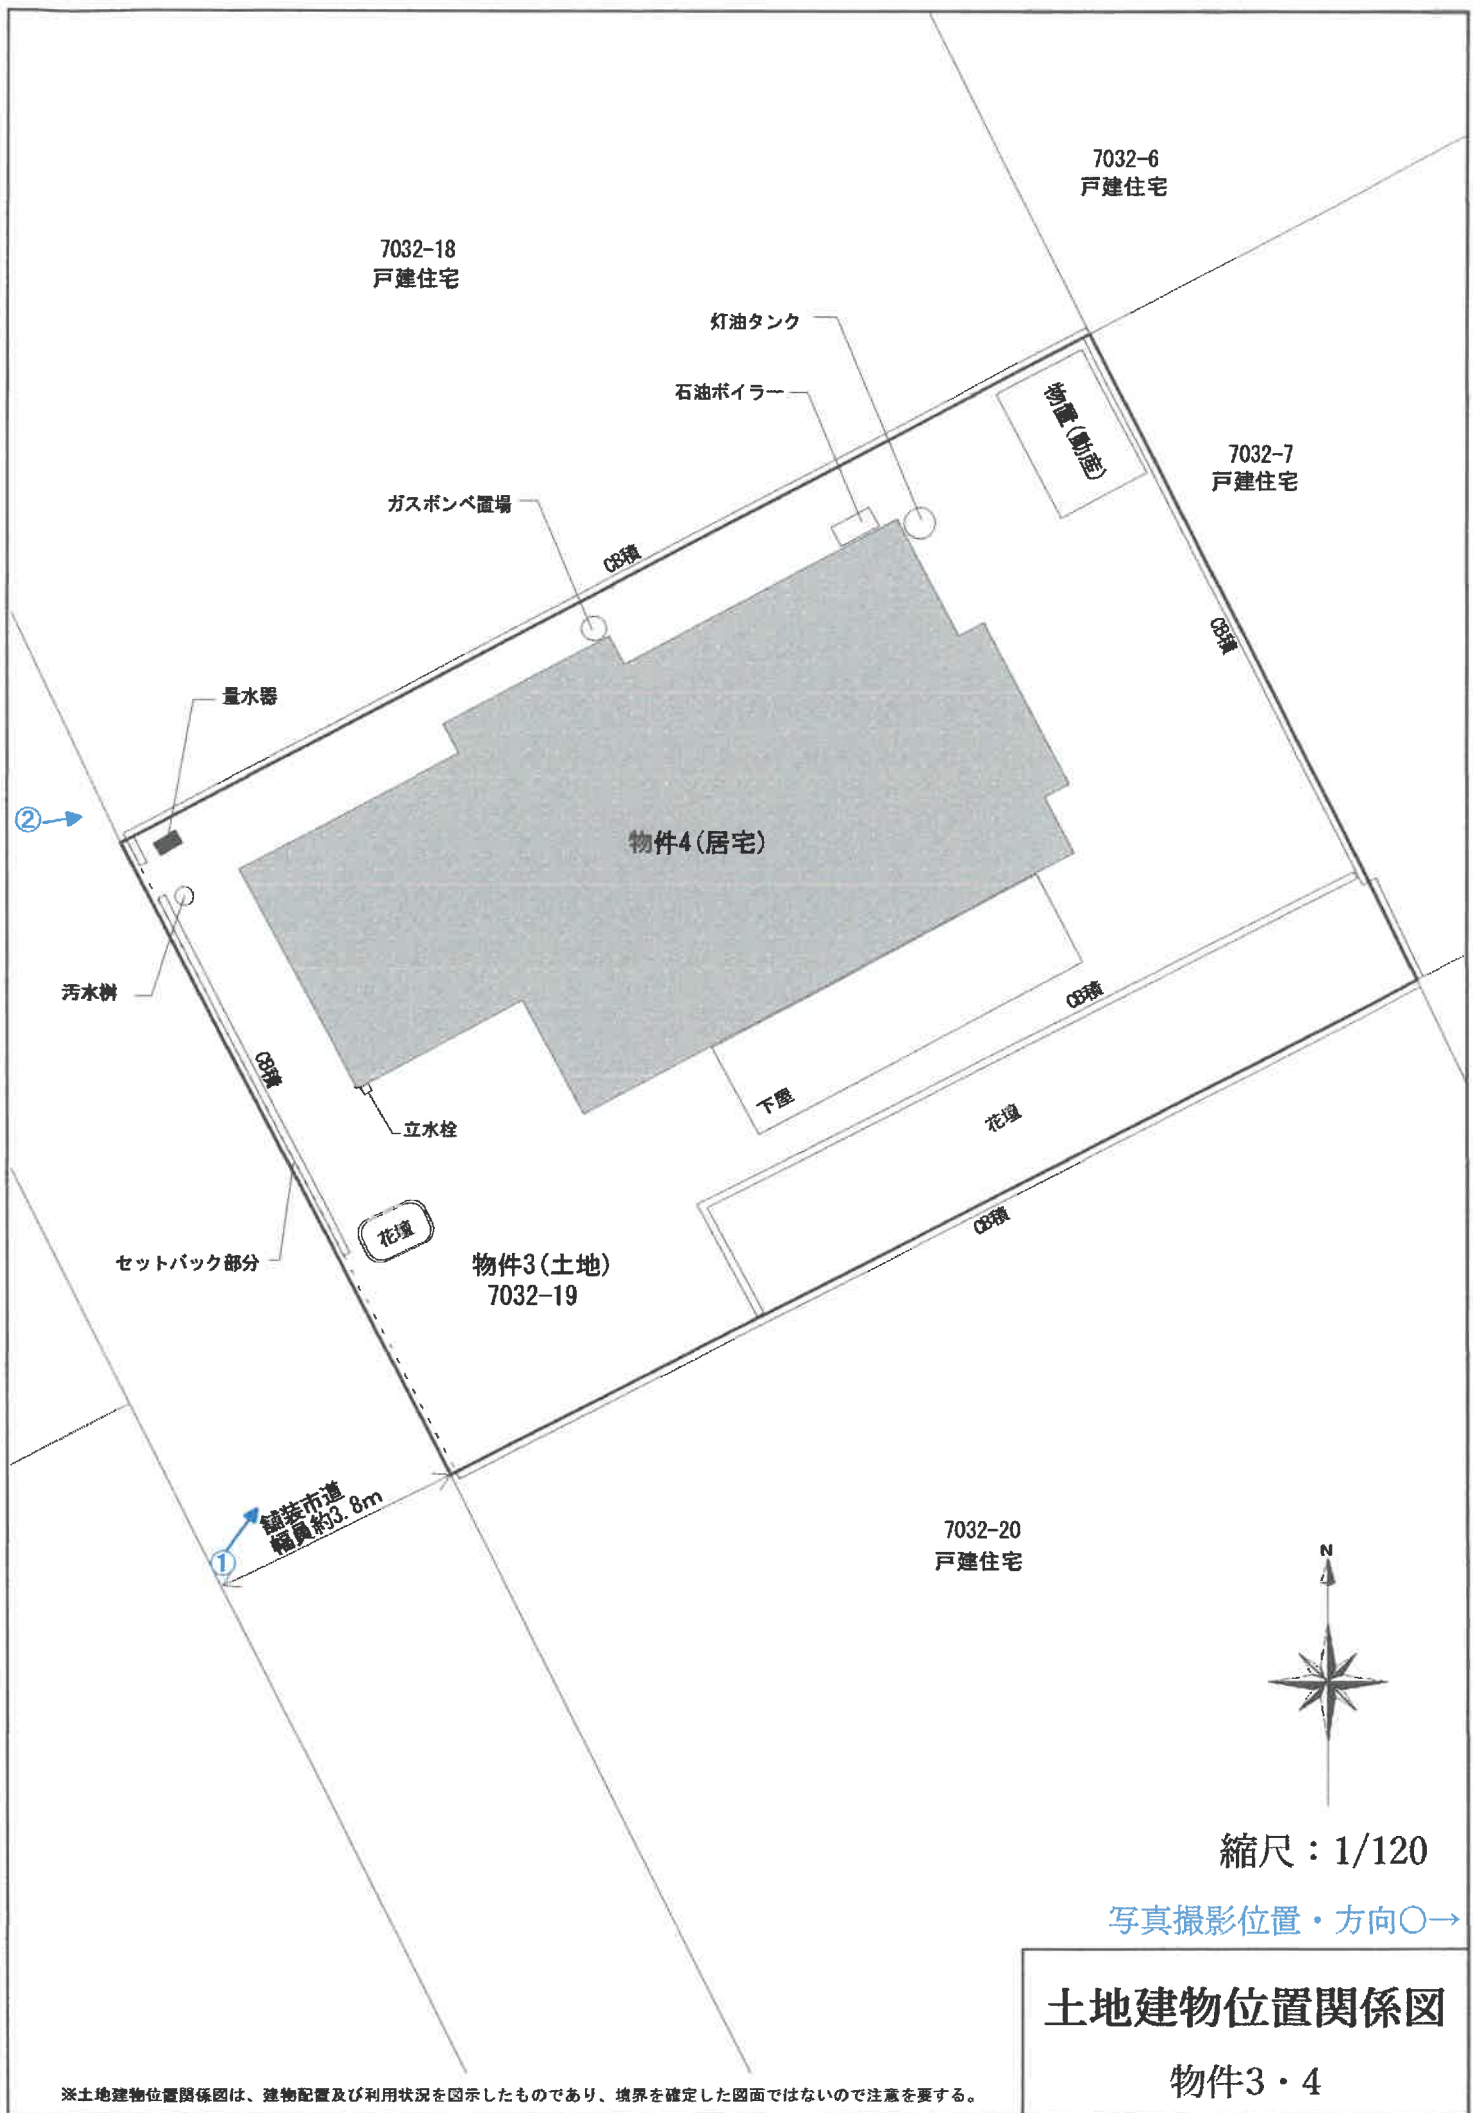 7032-6
戸建住宅
7032-18
戸建住宅
灯油タンク
石油ボイラー
物置(動産)
7032-7
戸建住宅
ガスボンベ置場
CB積
CB積
量水器
②
物件4(居宅)
汚水桝
CB積
CB積
下屋
花壇
立水栓
花壇
CB積
セットバック部分
物件3(土地)
7032-19
舗装市道
幅員約3.8m
①
7032-20
戸建住宅
N
縮尺:1/120
写真撮影位置・方向○→
土地建物位置関係図
物件3・4
※土地建物位置関係図は、建物配置及び利用状況を図示したものであり、境界を確定した図面ではないので注意を要する。